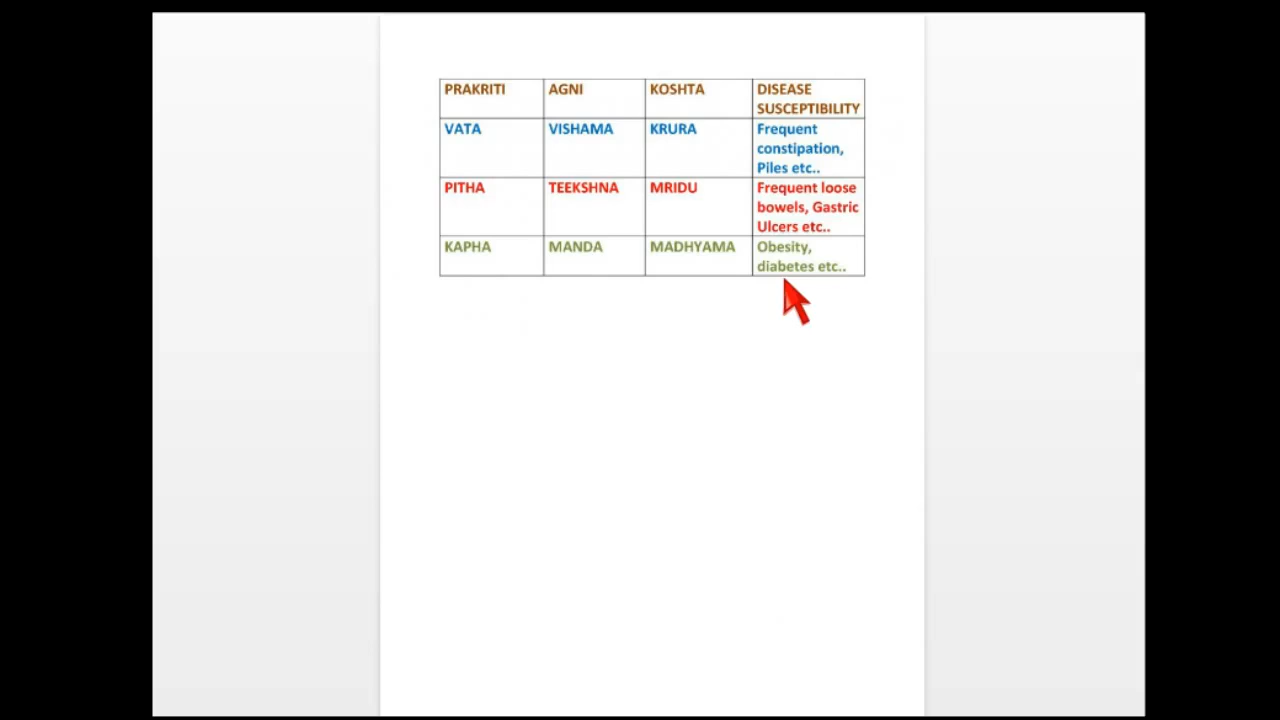 PRAKRITI AGNI KOSHTA DISEASE
SUSCEPTIBILITY
VATA VISHAMA KRURA Frequent
constipation,
Piles etc..
PITHA TEEKSHNA MRIDU Frequent loose
bowels, Gastric
Ulcers etc..
KAPHA MANDA MADHYAMA Obesity,
diabetes etc..